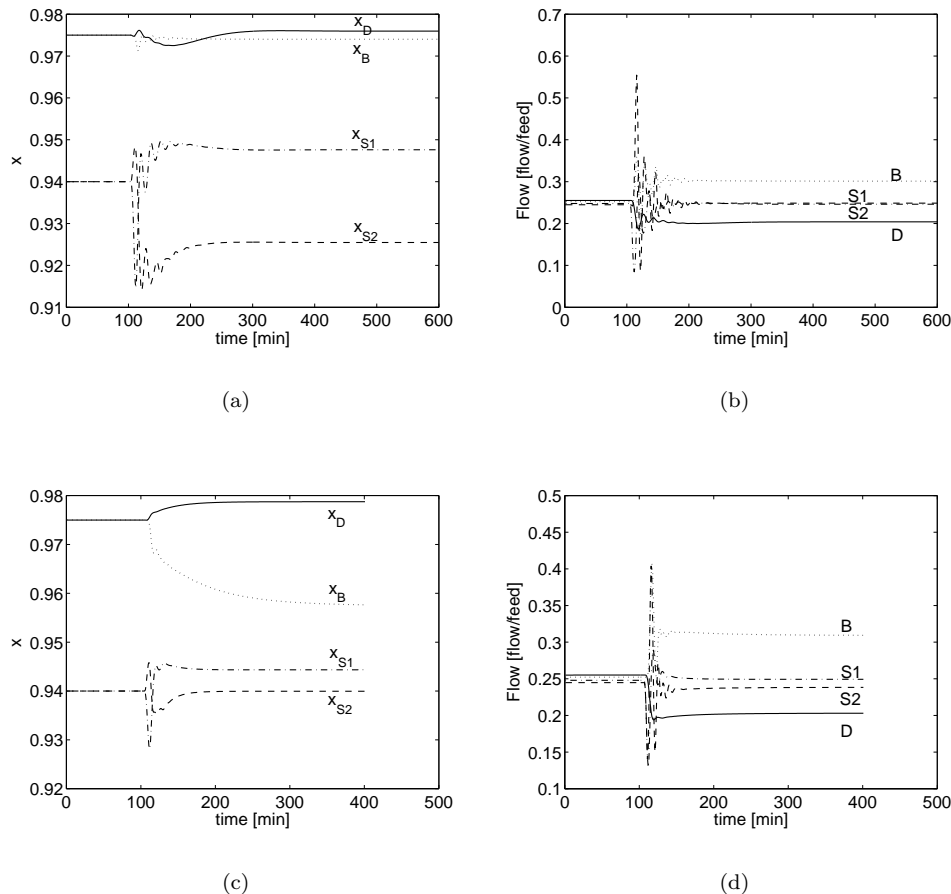 0.98
0.97
0.96
0.95
0.94
0.93
0.92
0.91
x
x_D
x_B
x_S1
x_S2
0 100 200 300 400 500 600
time [min]
(a)
0.7
0.6
0.5
0.4
0.3
0.2
0.1
0
Flow [flow/feed]
B
S1
S2
D
0 100 200 300 400 500 600
time [min]
(b)
0.98
0.97
0.96
0.95
0.94
0.93
0.92
x
x_D
x_B
x_S1
x_S2
0 100 200 300 400 500
time [min]
(c)
0.5
0.45
0.4
0.35
0.3
0.25
0.2
0.15
0.1
Flow [flow/feed]
B
S1
S2
D
0 100 200 300 400 500
time [min]
(d)